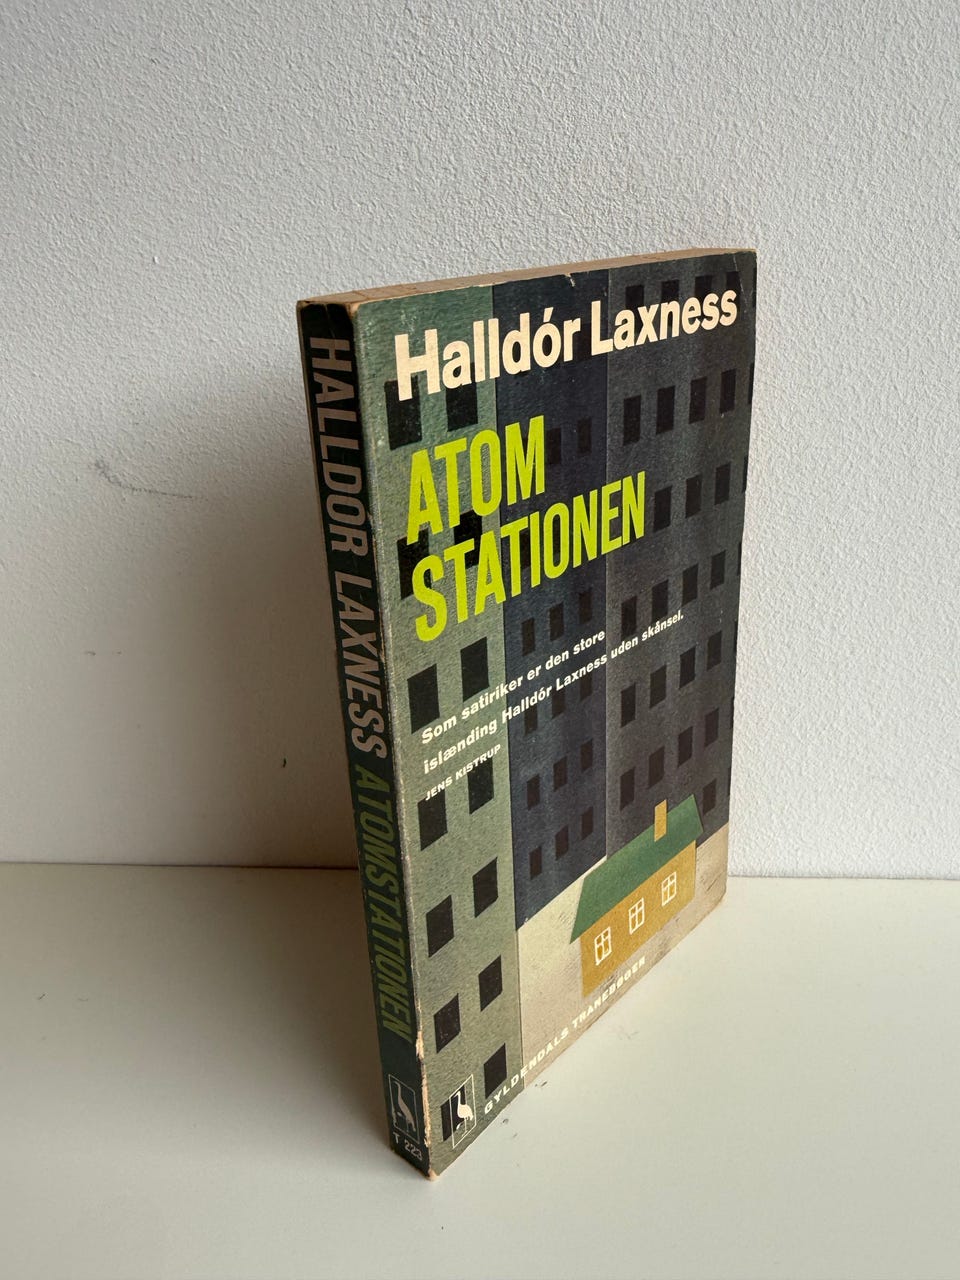 HALLDÓR LAXNESS ATOMSTATIONEN
T 223
Halldór Laxness
ATOM
STATIONEN
Som satiriker er den store
islænding Halldór Laxness uden skånsel.
JENS KISTRUP
GYLDENDALS TRANEBØGER